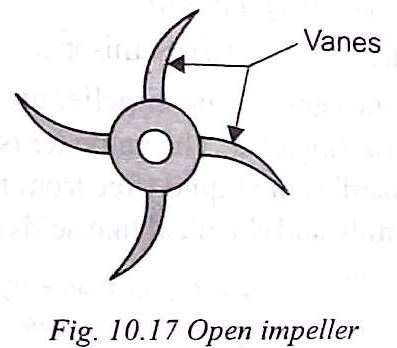 Vanes
Fig. 10.17 Open impeller